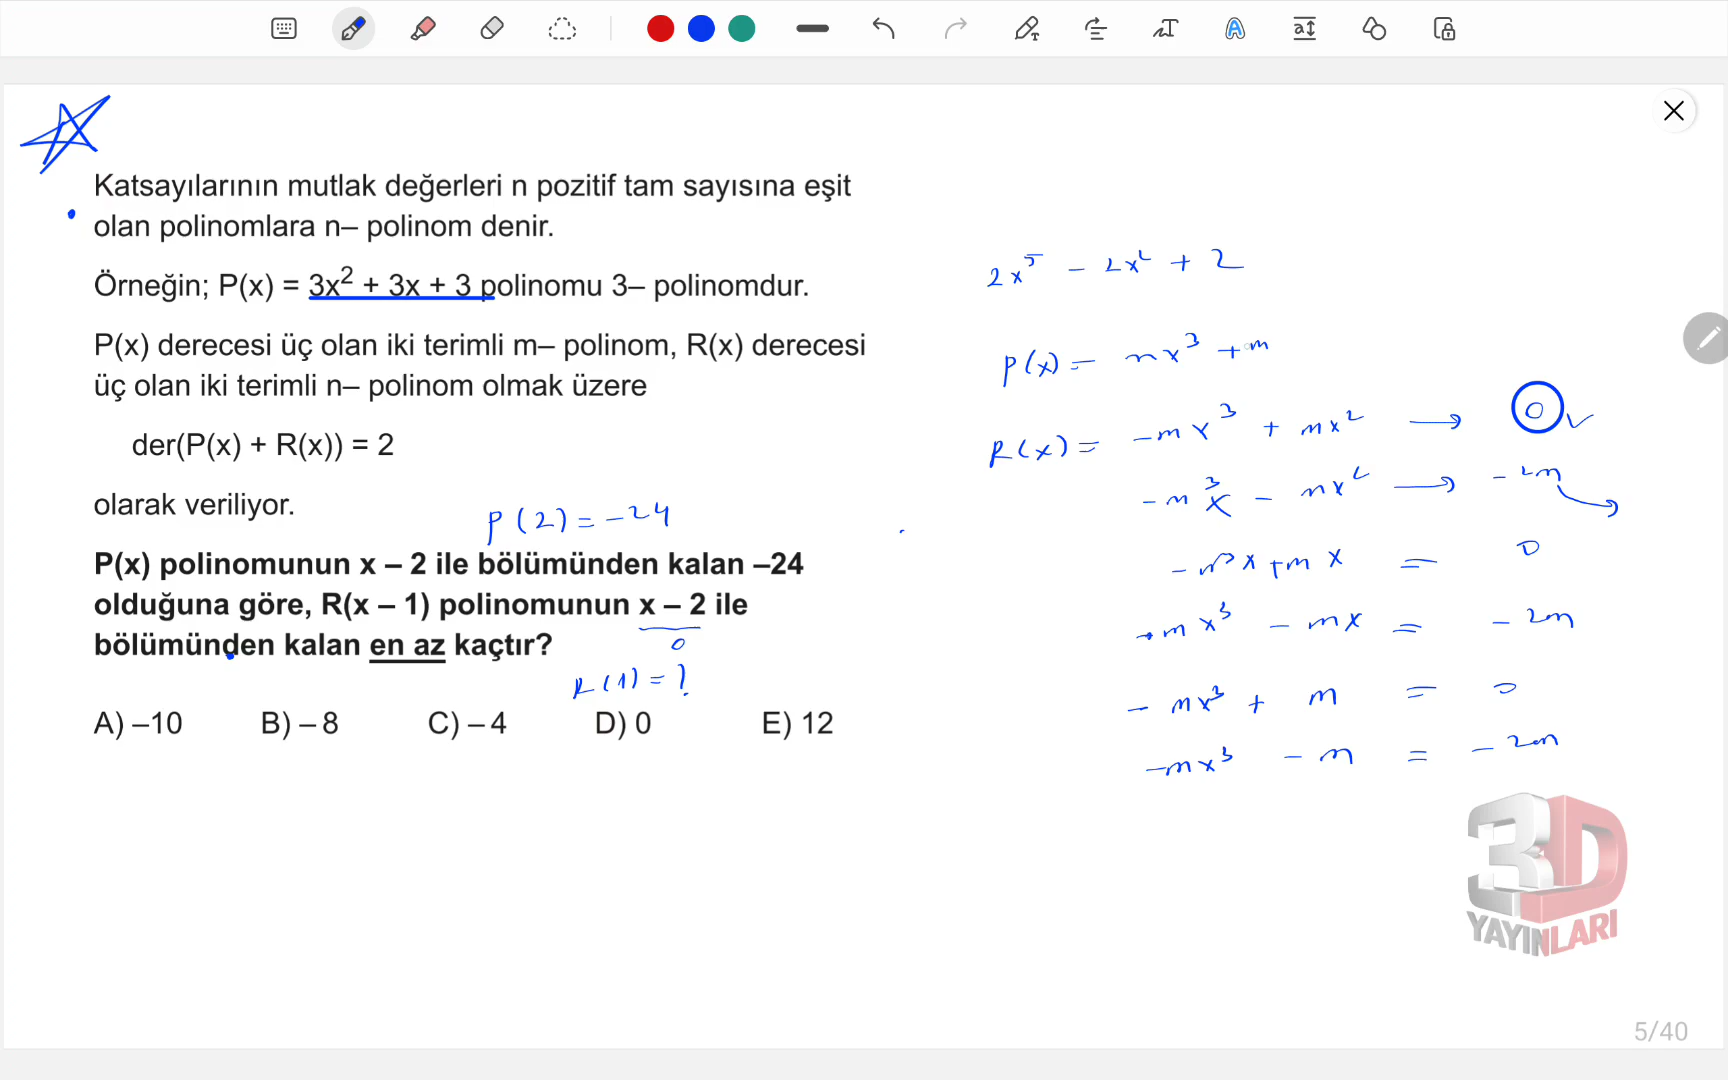 Katsayılarının mutlak değerleri n pozitif tam sayısına eşit
olan polinomlara n– polinom denir.
Örneğin; P(x) = 3x² + 3x + 3 polinomu 3– polinomdur.
P(x) derecesi üç olan iki terimli m– polinom, R(x) derecesi
üç olan iki terimli n– polinom olmak üzere
der(P(x) + R(x)) = 2
olarak veriliyor.
P(2) = -24
P(x) polinomunun x – 2 ile bölümünden kalan –24
olduğuna göre, R(x – 1) polinomunun x – 2 ile
bölümünden kalan en az kaçtır?
0
R(1) = ?
A) –10 B) – 8 C) – 4 D) 0 E) 12
2x⁵ - 2x² + 2
P(x) = mx³ + m
R(x) = -mx³ + mx² → 0 ✓
-mx³ - mx² → -2m
+mx = 0
-mx³ - mx = -2m
-mx³ + m = 0
-mx³ - m = -2m
3D
YAYINLARI
5/40